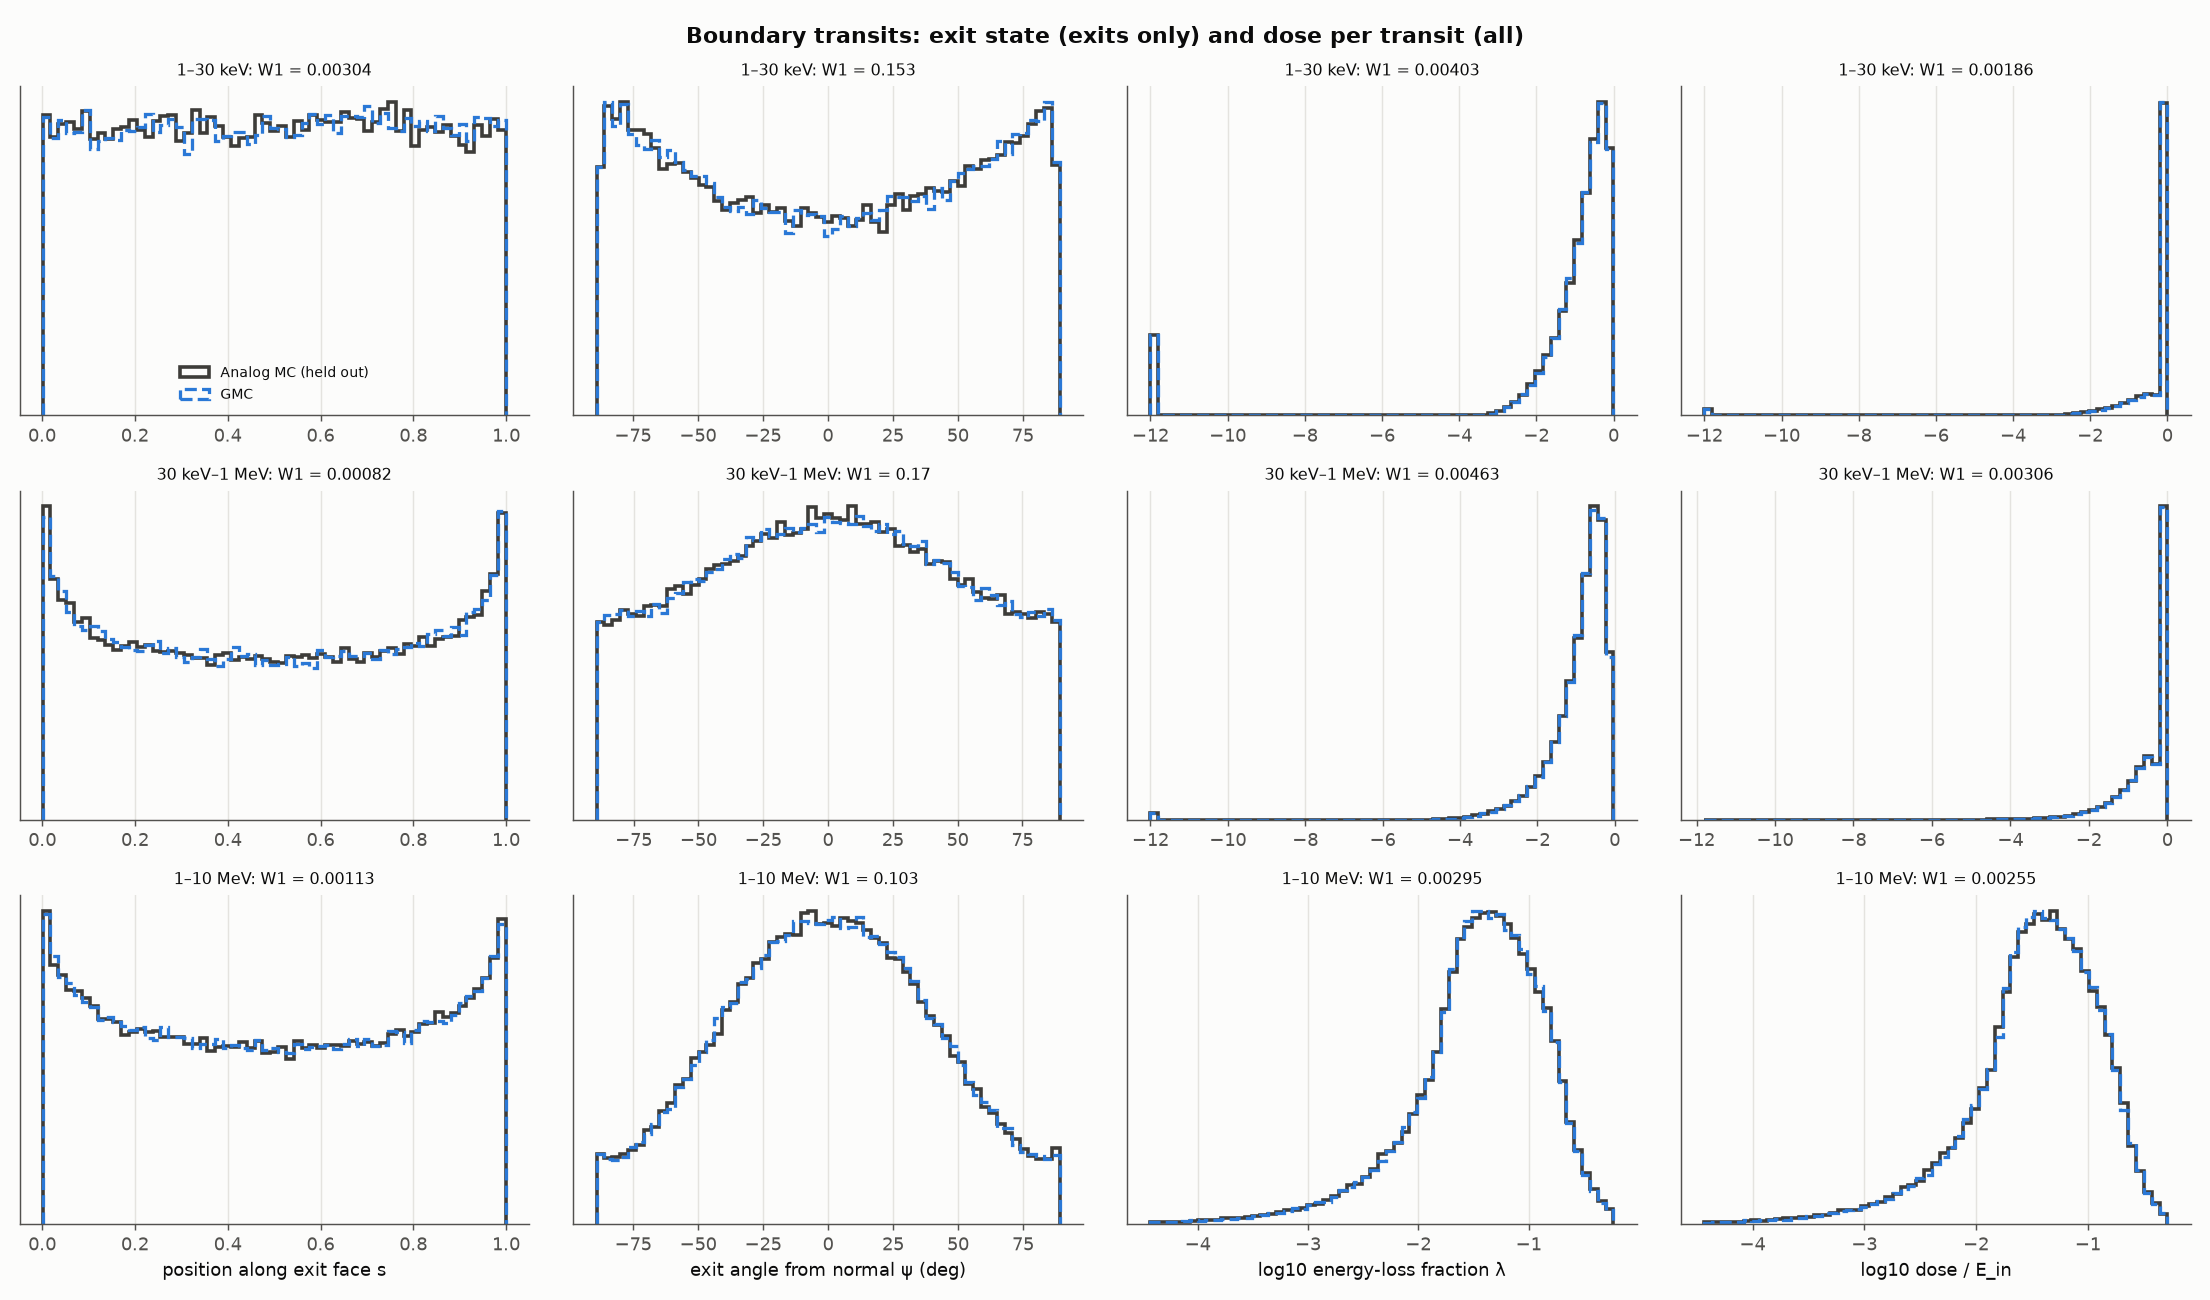 Boundary transits: exit state (exits only) and dose per transit (all)
1–30 keV: W1 = 0.00304
1–30 keV: W1 = 0.153
1–30 keV: W1 = 0.00403
1–30 keV: W1 = 0.00186
Analog MC (held out)
GMC
0.0 0.2 0.4 0.6 0.8 1.0
−75 −50 −25 0 25 50 75
−12 −10 −8 −6 −4 −2 0
−12 −10 −8 −6 −4 −2 0
30 keV–1 MeV: W1 = 0.00082
30 keV–1 MeV: W1 = 0.17
30 keV–1 MeV: W1 = 0.00463
30 keV–1 MeV: W1 = 0.00306
0.0 0.2 0.4 0.6 0.8 1.0
−75 −50 −25 0 25 50 75
−12 −10 −8 −6 −4 −2 0
−12 −10 −8 −6 −4 −2 0
1–10 MeV: W1 = 0.00113
1–10 MeV: W1 = 0.103
1–10 MeV: W1 = 0.00295
1–10 MeV: W1 = 0.00255
0.0 0.2 0.4 0.6 0.8 1.0
−75 −50 −25 0 25 50 75
−4 −3 −2 −1
−4 −3 −2 −1
position along exit face s
exit angle from normal ψ (deg)
log10 energy-loss fraction λ
log10 dose / E_in